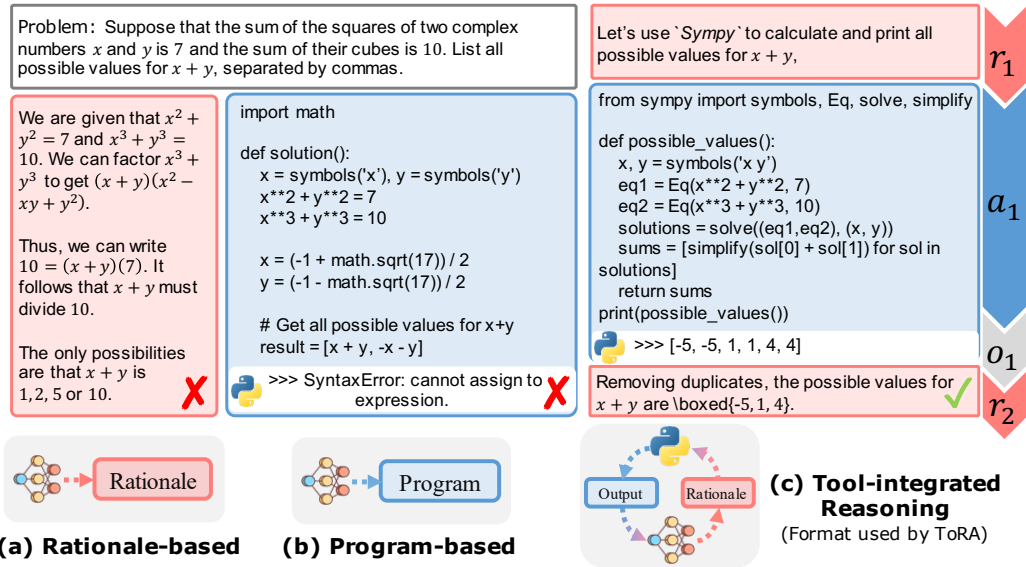 Problem: Suppose that the sum of the squares of two complex
numbers x and y is 7 and the sum of their cubes is 10. List all
possible values for x + y, separated by commas.
We are given that x² +
y² = 7 and x³ + y³ =
10. We can factor x³ +
y³ to get (x + y)(x² −
xy + y²).
Thus, we can write
10 = (x + y)(7). It
follows that x + y must
divide 10.
The only possibilities
are that x + y is
1, 2, 5 or 10.
import math
def solution():
x = symbols('x'), y = symbols('y')
x**2 + y**2 = 7
x**3 + y**3 = 10
x = (-1 + math.sqrt(17)) / 2
y = (-1 - math.sqrt(17)) / 2
# Get all possible values for x+y
result = [x + y, -x - y]
>>> SyntaxError: cannot assign to
expression.
Let's use `Sympy` to calculate and print all
possible values for x + y,
r₁
from sympy import symbols, Eq, solve, simplify
def possible_values():
x, y = symbols('x y')
eq1 = Eq(x**2 + y**2, 7)
eq2 = Eq(x**3 + y**3, 10)
solutions = solve((eq1,eq2), (x, y))
sums = [simplify(sol[0] + sol[1]) for sol in
solutions]
return sums
print(possible_values())
a₁
>>> [-5, -5, 1, 1, 4, 4]
o₁
Removing duplicates, the possible values for
x + y are \boxed{-5, 1, 4}.
r₂
Rationale
(a) Rationale-based
Program
(b) Program-based
Output
Rationale
(c) Tool-integrated
Reasoning
(Format used by ToRA)